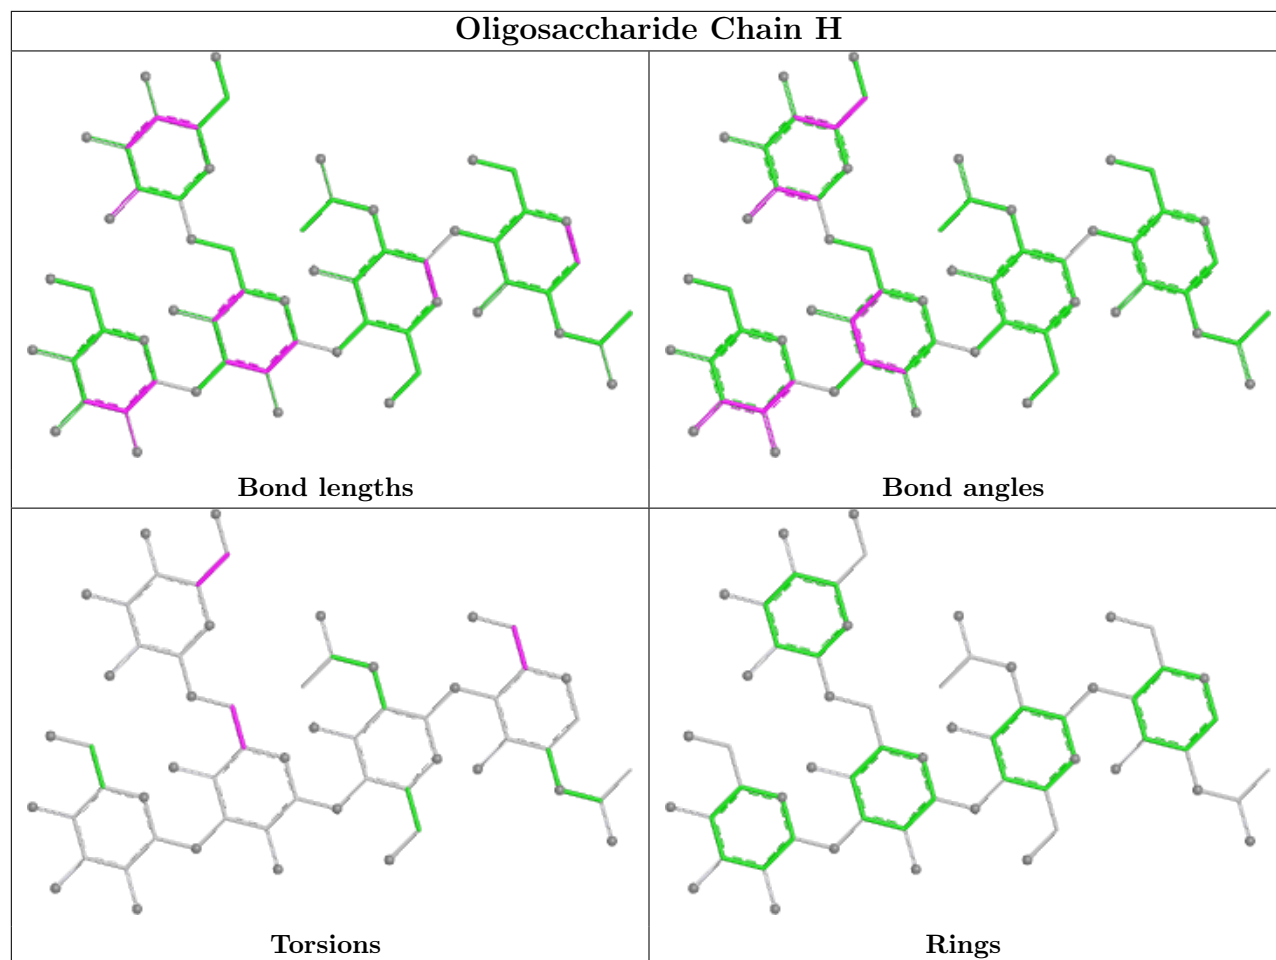 Oligosaccharide Chain H
Bond lengths
Bond angles
Torsions
Rings